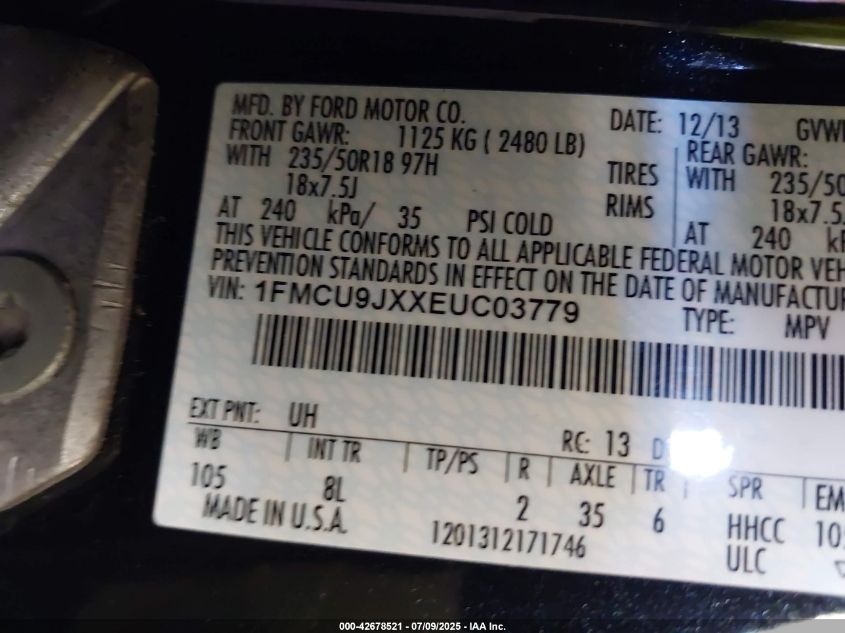 MFD. BY FORD MOTOR CO.
DATE: 12/13
FRONT GAWR: 1125 KG ( 2480 LB)
REAR GAWR:
WITH 235/50R18 97H TIRES
WITH 235/50
18x7.5J RIMS
18x7.5J
AT 240 kPa/ 35 PSI COLD
AT 240
THIS VEHICLE CONFORMS TO ALL APPLICABLE FEDERAL MOTOR
PREVENTION STANDARDS IN EFFECT ON THE DATE OF
VIN: 1FMCU9JXXEUC03779
TYPE: MPV
EXT PNT: UH
RC: 13
WB INT TR TP/PS R AXLE TR SPR
105 8L 2 35 6 HHCC
ULC
MADE IN U.S.A.
1201312171746
000-42678521 / 07/09/2025 - IAA Inc.